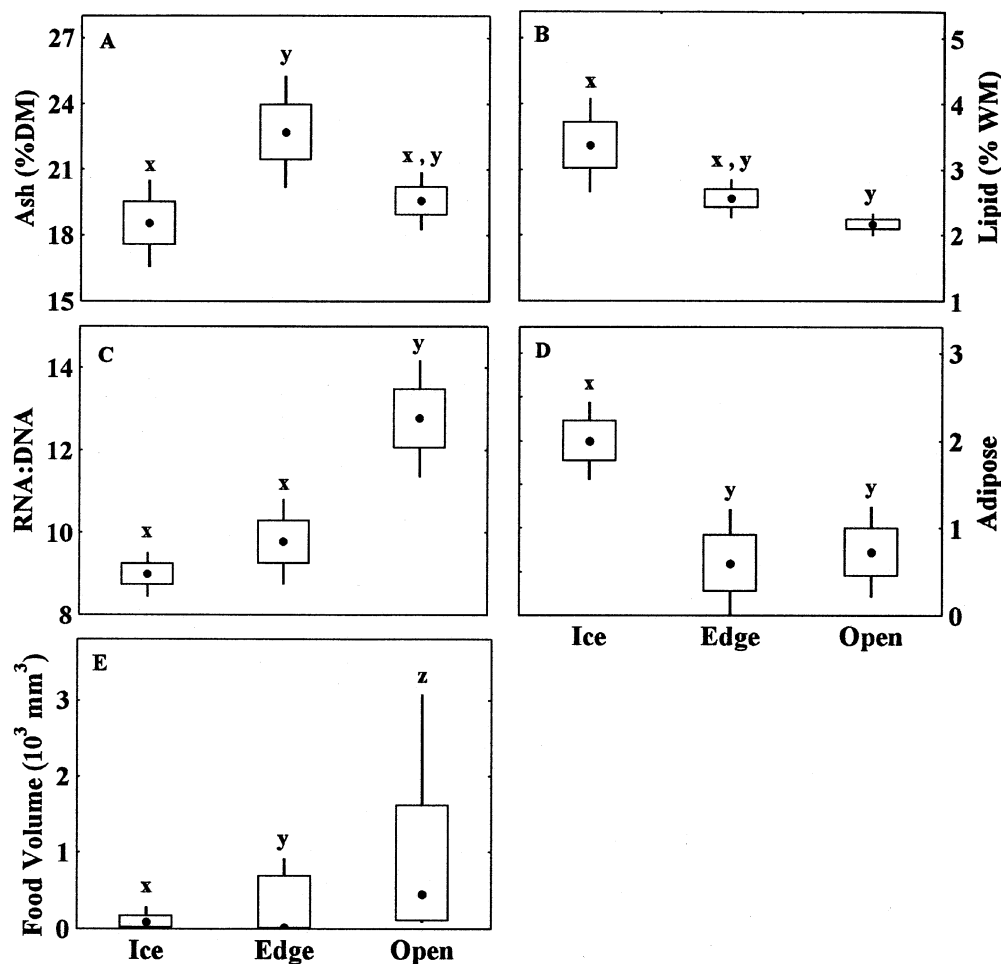 A
Ash (%DM)
27
24
21
18
15
x
y
x , y
B
Lipid (% WM)
5
4
3
2
1
x
x , y
y
C
RNA:DNA
14
12
10
8
x
x
y
D
Adipose
3
2
1
0
x
y
y
Ice Edge Open
E
Food Volume (10³ mm³)
3
2
1
0
x
y
z
Ice Edge Open